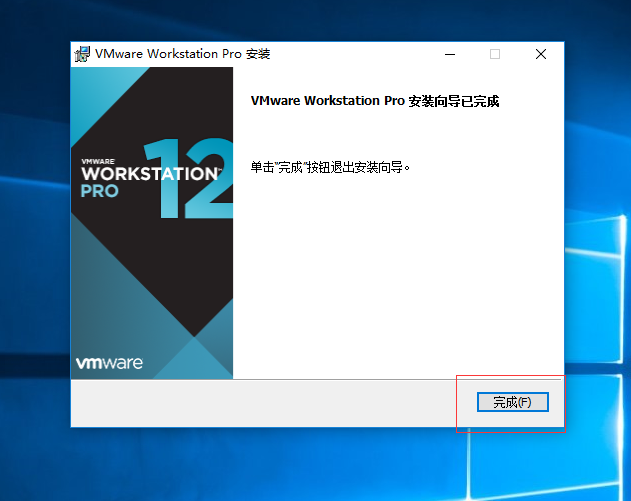 VMware Workstation Pro 安装
VMware Workstation Pro 安装向导已完成
单击"完成"按钮退出安装向导。
VMWARE
WORKSTATION™
PRO
12
vmware
完成(F)